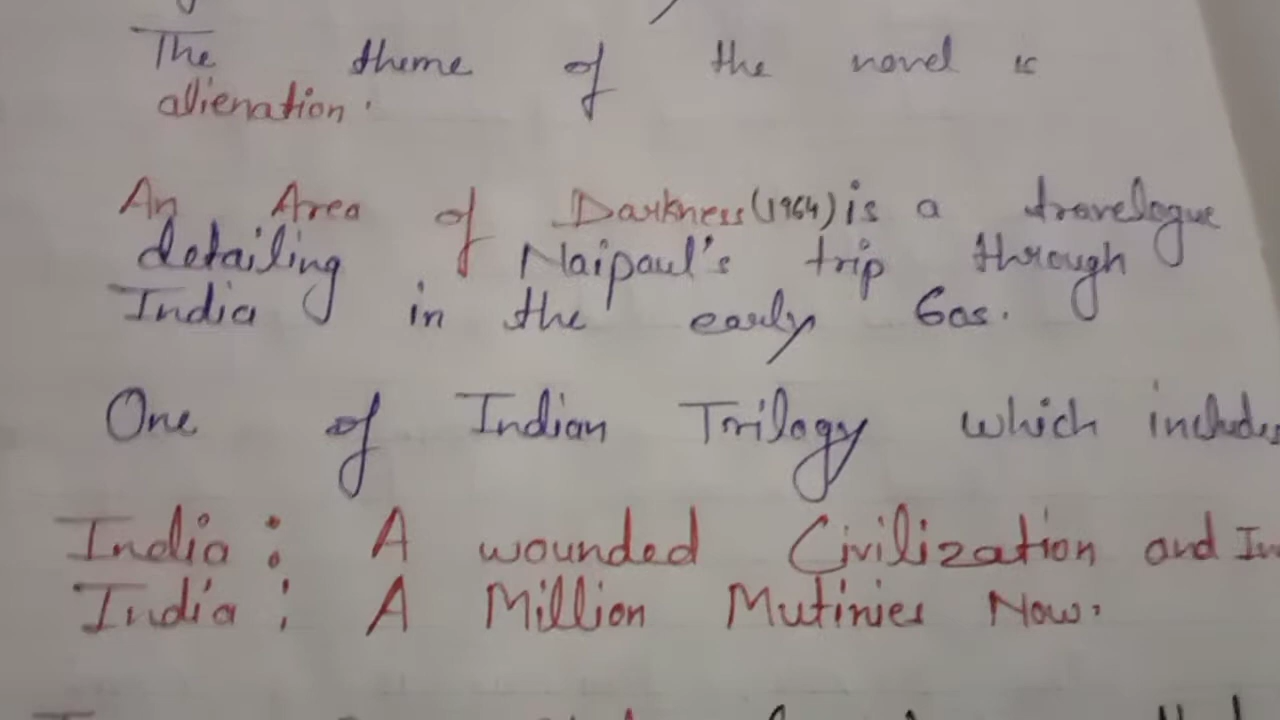 The theme of the novel is
alienation.
An Area of Darkness (1964) is a travelogue
detailing Naipaul's trip through
India in the early 60s.
One of Indian Trilogy which includes
India : A wounded Civilization and In
India : A Million Mutinies Now.